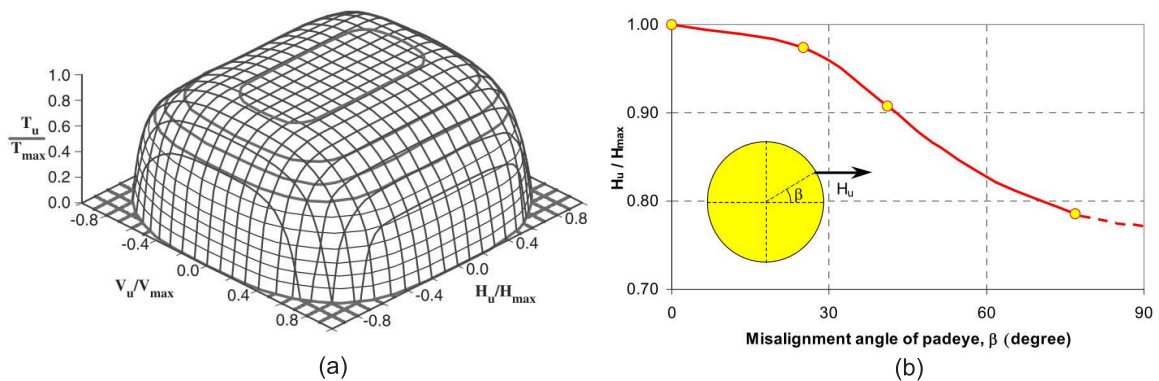 1.0
0.8
0.6
0.4
0.2
0.0
T_u
T_max
-0.8
-0.4
0.0
0.4
0.8
V_u/V_max
-0.8
-0.4
0.0
0.4
0.8
H_u/H_max
(a)
1.00
0.90
0.80
0.70
H_u / H_max
β
H_u
0
30
60
90
Misalignment angle of padeye, β (degree)
(b)